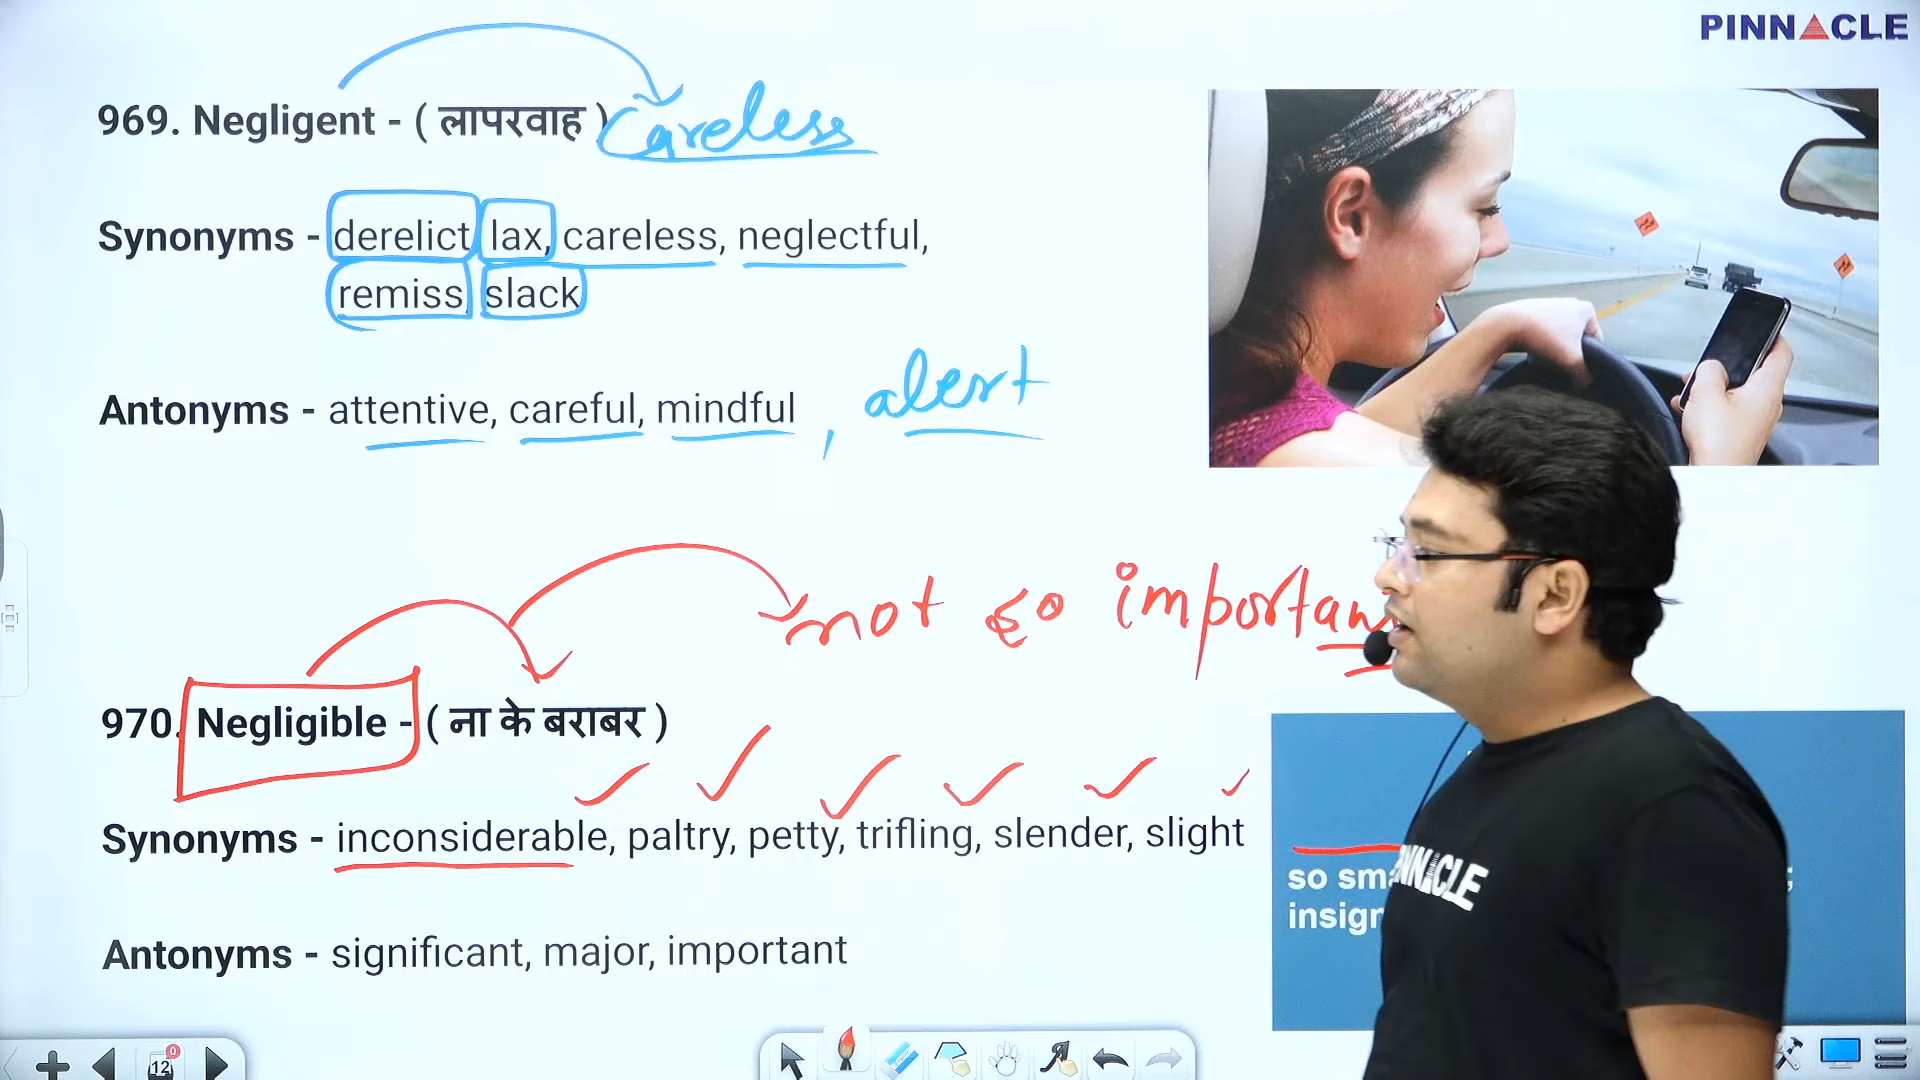 PINNACLE
969. Negligent - ( लापरवाह ) Careless
Synonyms - derelict, lax, careless, neglectful,
remiss, slack
Antonyms - attentive, careful, mindful , alert
not so important
970. Negligible - ( ना के बराबर )
Synonyms - inconsiderable, paltry, petty, trifling, slender, slight
so sma
insign
Antonyms - significant, major, important
PINNACLE
12
0